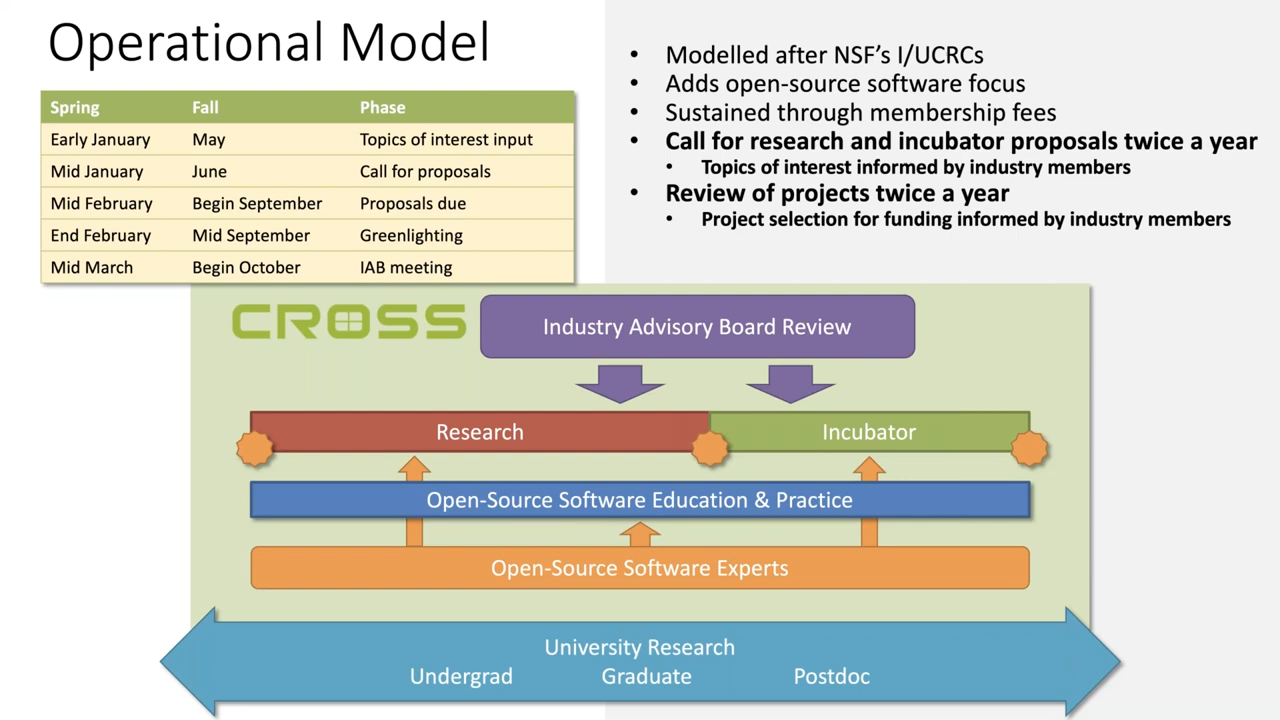 Operational Model
Spring Fall Phase
Early January May Topics of interest input
Mid January June Call for proposals
Mid February Begin September Proposals due
End February Mid September Greenlighting
Mid March Begin October IAB meeting
• Modelled after NSF's I/UCRCs
• Adds open-source software focus
• Sustained through membership fees
• Call for research and incubator proposals twice a year
• Topics of interest informed by industry members
• Review of projects twice a year
• Project selection for funding informed by industry members
CROSS
Industry Advisory Board Review
Research Incubator
Open-Source Software Education & Practice
Open-Source Software Experts
University Research
Undergrad Graduate Postdoc